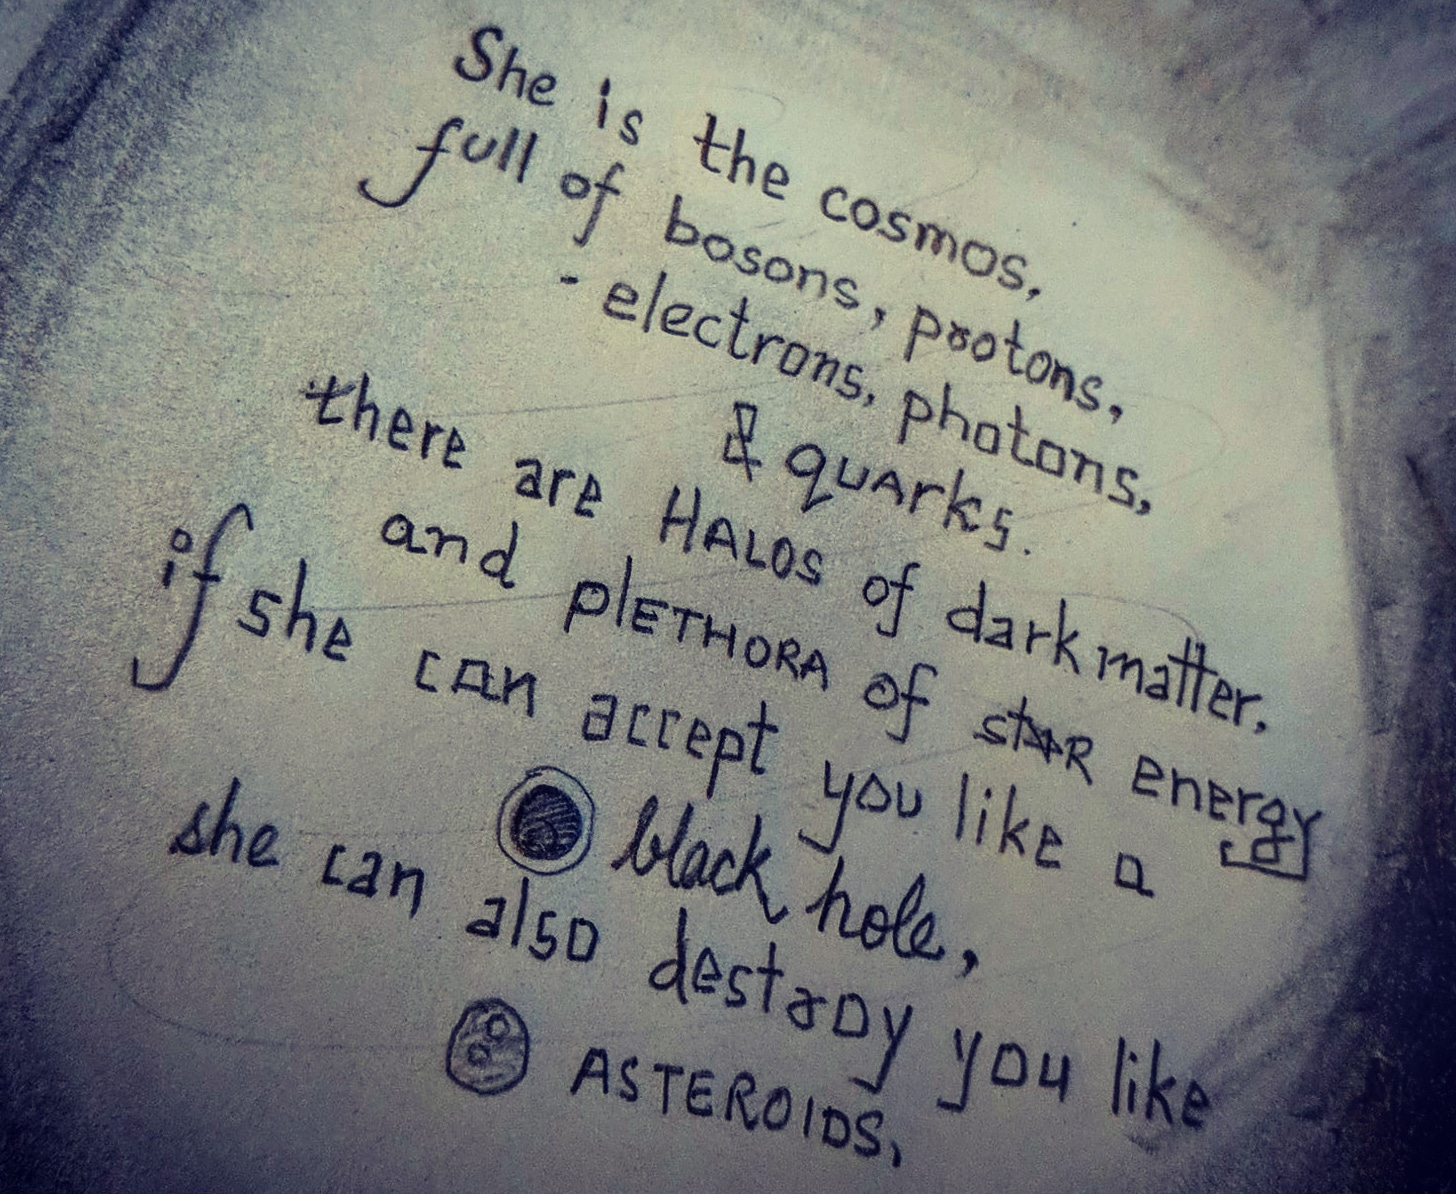 She is the cosmos,
full of bosons, protons,
- electrons, photons,
& quarks.
there are HALOS of dark matter,
and plETHORA of stAR energy
if she can accept you like a
black hole,
she can also destroy you like
ASTEROIDS,